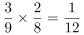 3/9 × 2/8 = 1/12